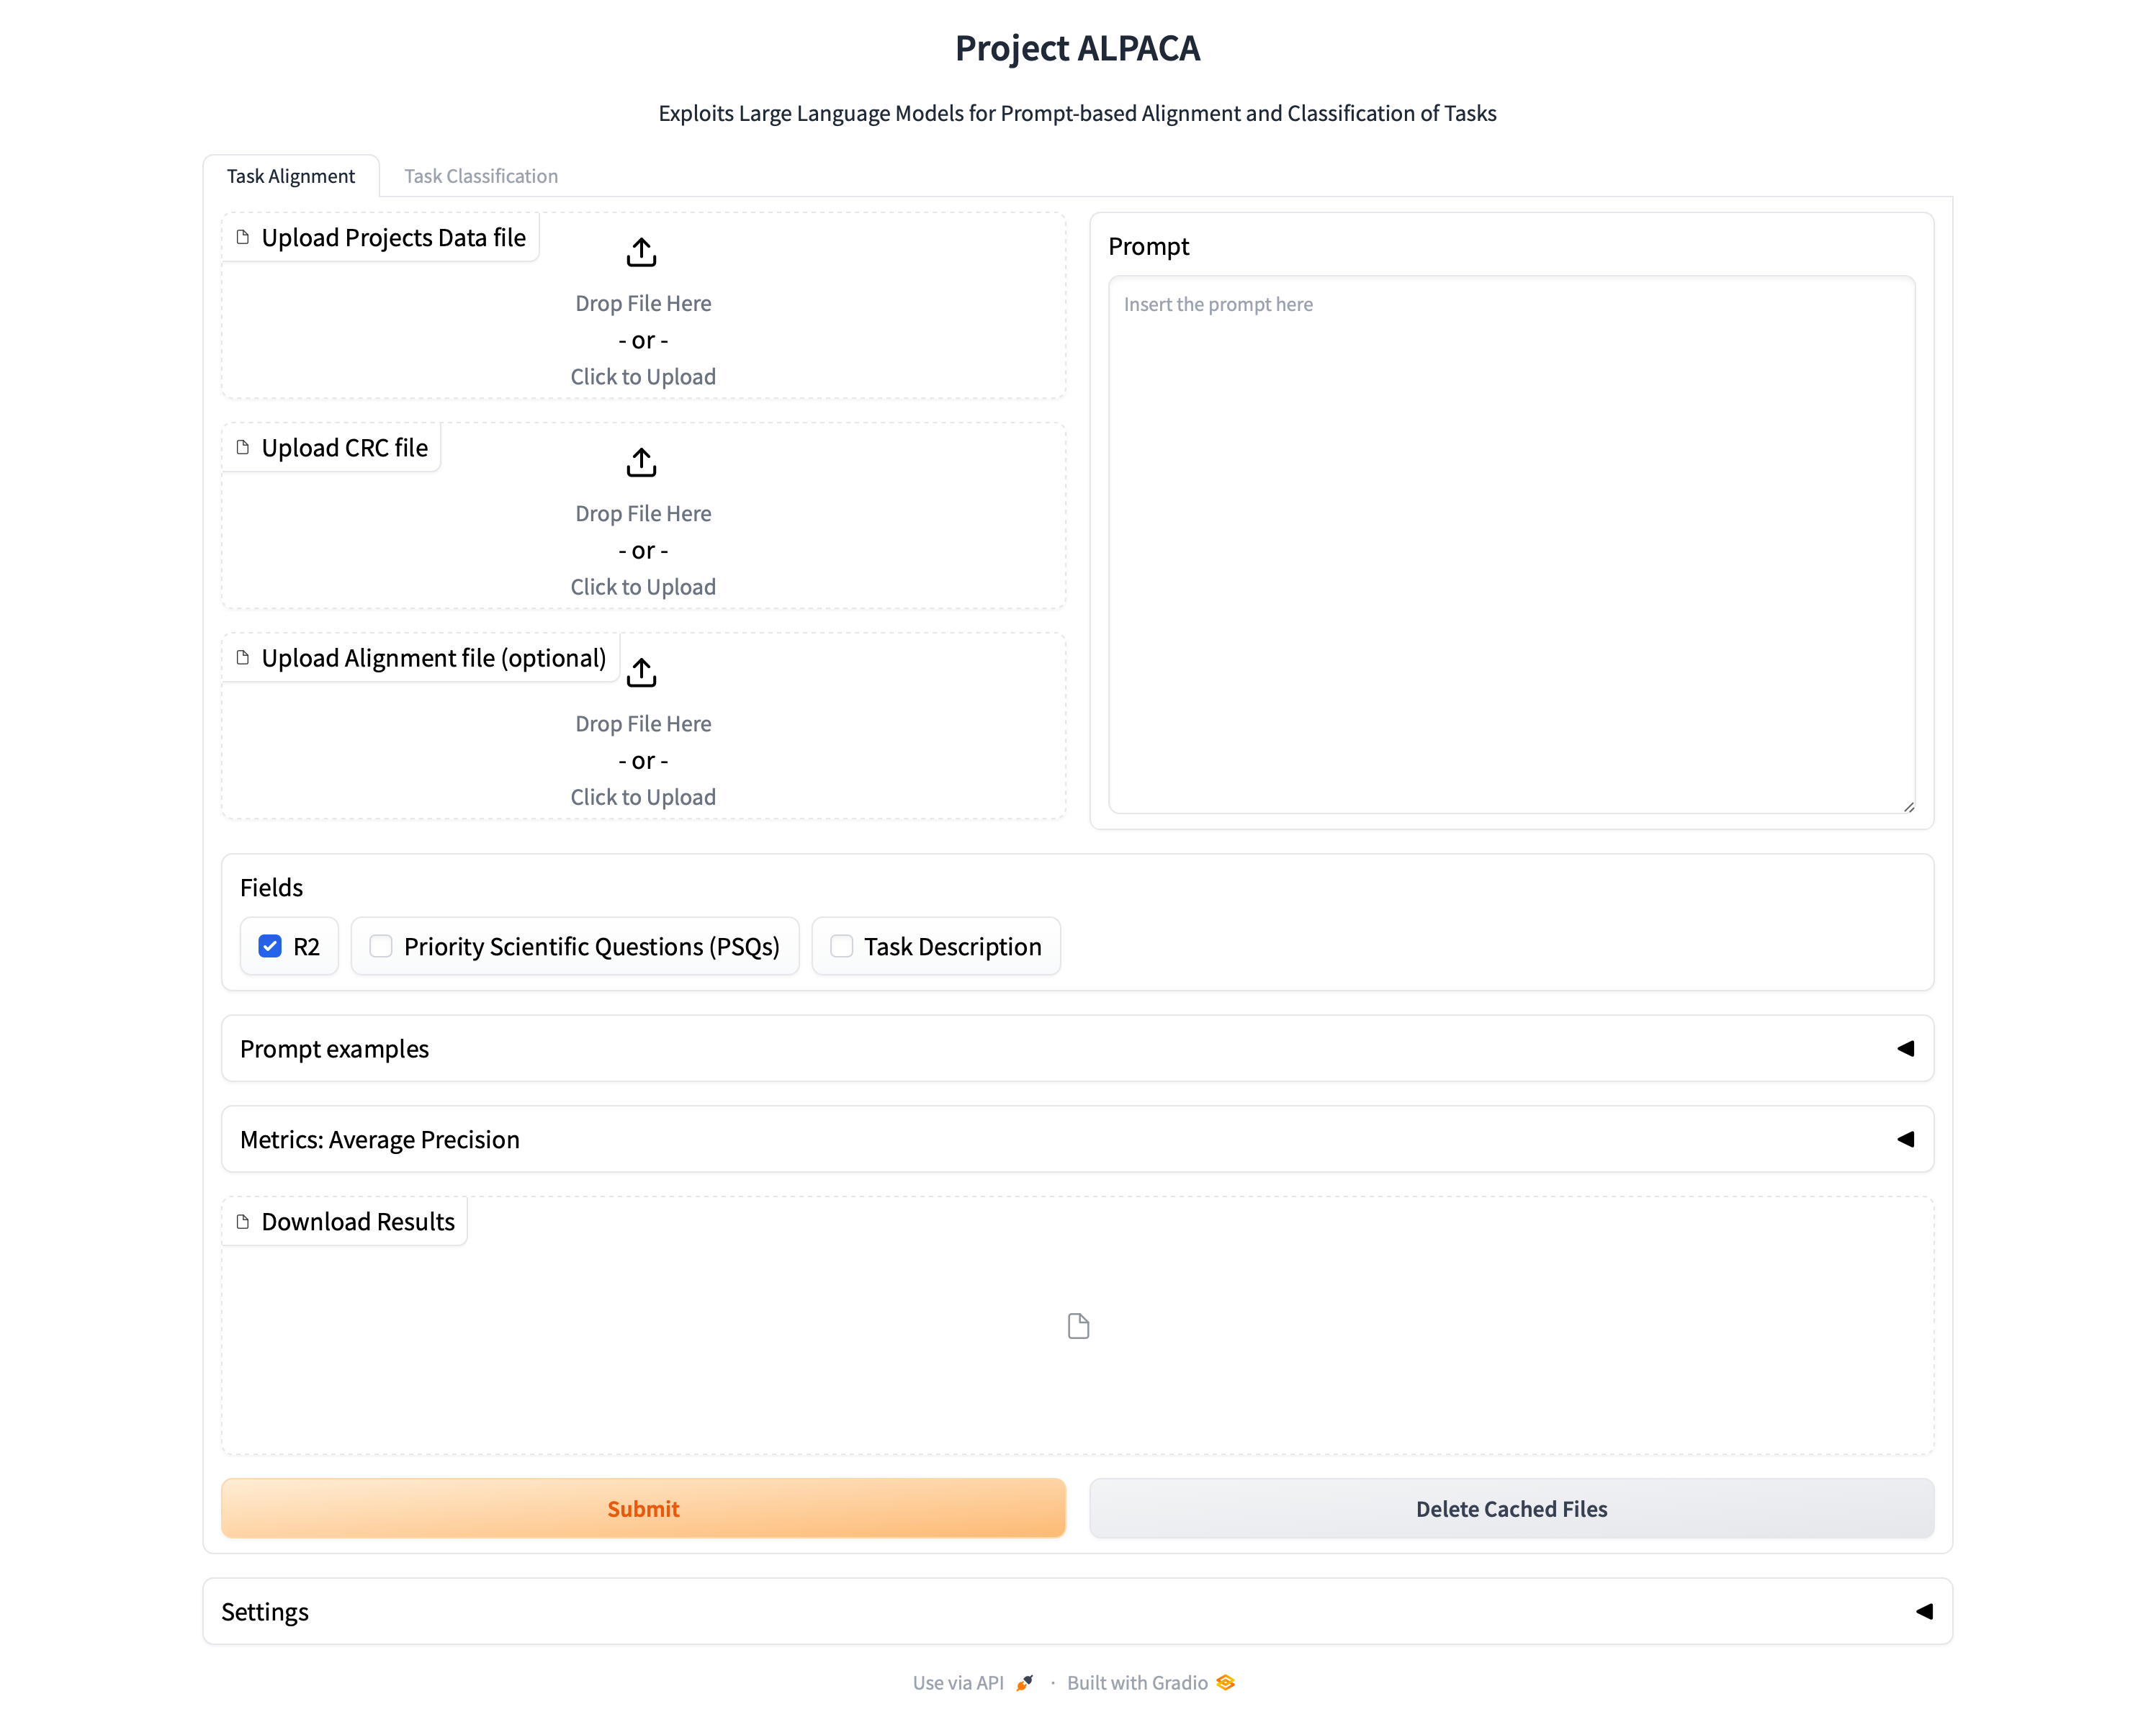 Project ALPACA
Exploits Large Language Models for Prompt-based Alignment and Classification of Tasks
Task Alignment
Task Classification
Upload Projects Data file
Drop File Here
- or -
Click to Upload
Upload CRC file
Drop File Here
- or -
Click to Upload
Upload Alignment file (optional)
Drop File Here
- or -
Click to Upload
Prompt
Insert the prompt here
Fields
R2
Priority Scientific Questions (PSQs)
Task Description
Prompt examples
Metrics: Average Precision
Download Results
Submit
Delete Cached Files
Settings
Use via API · Built with Gradio